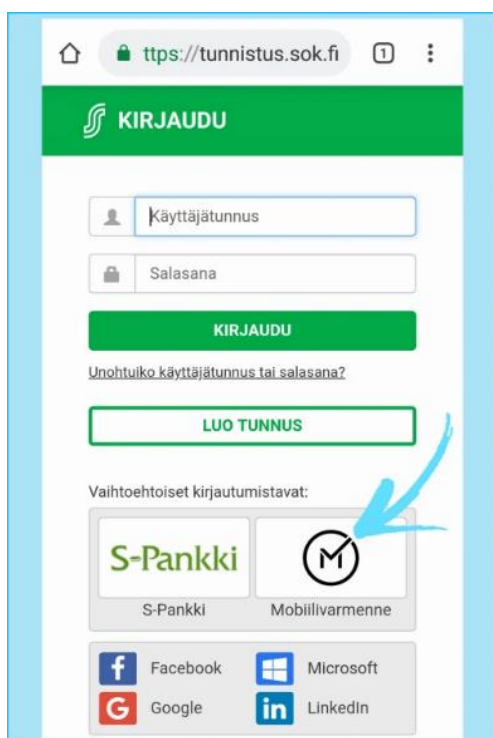 ttps://tunnistus.sok.fi 1
KIRJAUDU
Käyttäjätunnus
Salasana
KIRJAUDU
Unohtuiko käyttäjätunnus tai salasana?
LUO TUNNUS
Vaihtoehtoiset kirjautumistavat:
S-Pankki M
S-Pankki Mobiilivarmenne
f Facebook Microsoft
G Google in LinkedIn